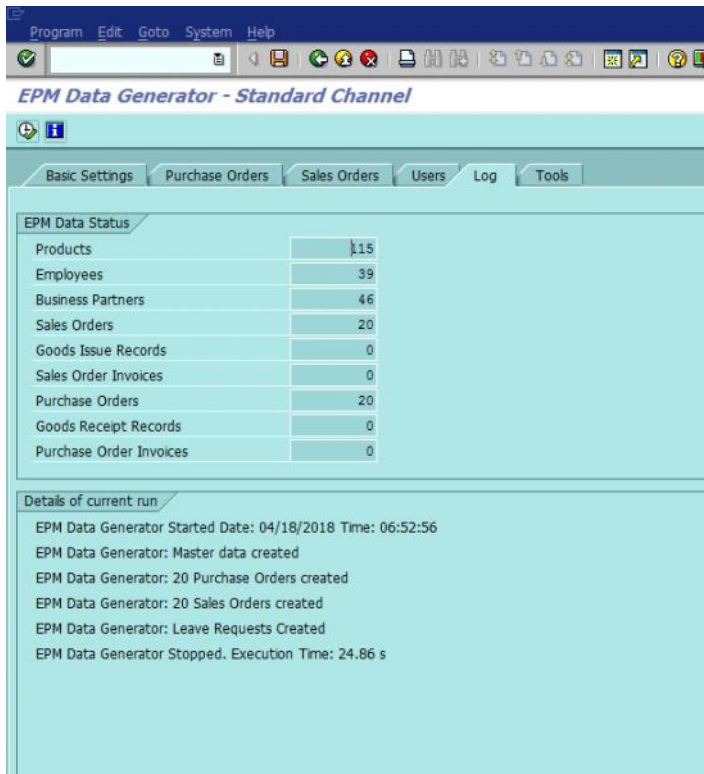 Program Edit Goto System Help
EPM Data Generator - Standard Channel
Basic Settings Purchase Orders Sales Orders Users Log Tools
EPM Data Status
Products 115
Employees 39
Business Partners 46
Sales Orders 20
Goods Issue Records 0
Sales Order Invoices 0
Purchase Orders 20
Goods Receipt Records 0
Purchase Order Invoices 0
Details of current run
EPM Data Generator Started Date: 04/18/2018 Time: 06:52:56
EPM Data Generator: Master data created
EPM Data Generator: 20 Purchase Orders created
EPM Data Generator: 20 Sales Orders created
EPM Data Generator: Leave Requests Created
EPM Data Generator Stopped. Execution Time: 24.86 s